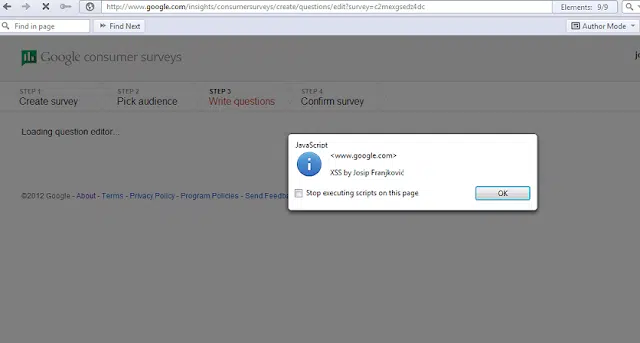 http://www.google.com/insights/consumersurveys/create/questions/edit?survey=c2rnexgsedz4dc
Elements: 9/9
Find in page
Find Next
Author Mode
Google consumer surveys
STEP 1 STEP 2 STEP 3 STEP 4
Create survey Pick audience Write questions Confirm survey
Loading question editor...
JavaScript
<www.google.com>
XSS by Josip Franjković
Stop executing scripts on this page
OK
©2012 Google - About - Terms - Privacy Policy - Program Policies - Send Feedb